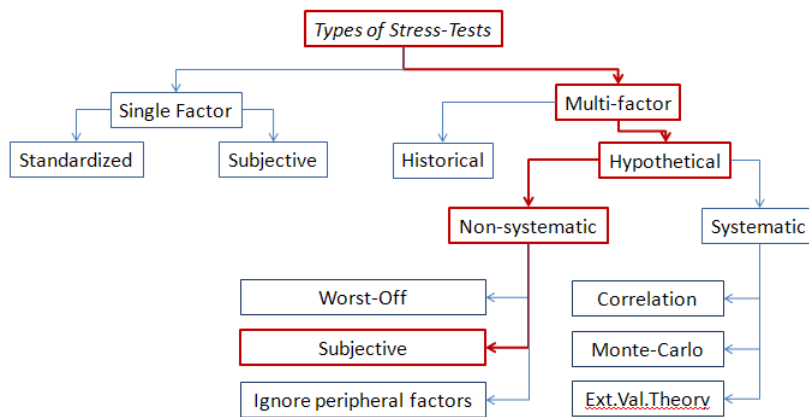 Types of Stress-Tests
Single Factor
Multi-factor
Standardized
Subjective
Historical
Hypothetical
Non-systematic
Systematic
Worst-Off
Correlation
Subjective
Monte-Carlo
Ignore peripheral factors
Ext.Val.Theory